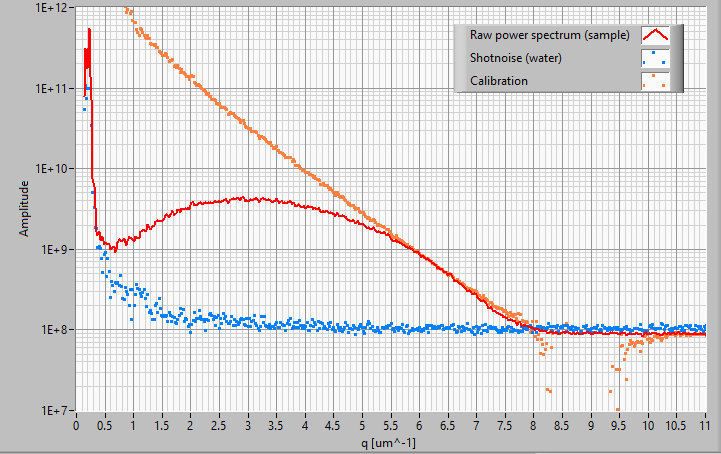 1E+12
Raw power spectrum (sample)
Shotnoise (water)
Calibration
1E+11
1E+10
Amplitude
1E+9
1E+8
1E+7
0 0.5 1 1.5 2 2.5 3 3.5 4 4.5 5 5.5 6 6.5 7 7.5 8 8.5 9 9.5 10 10.5 11
q [um^-1]